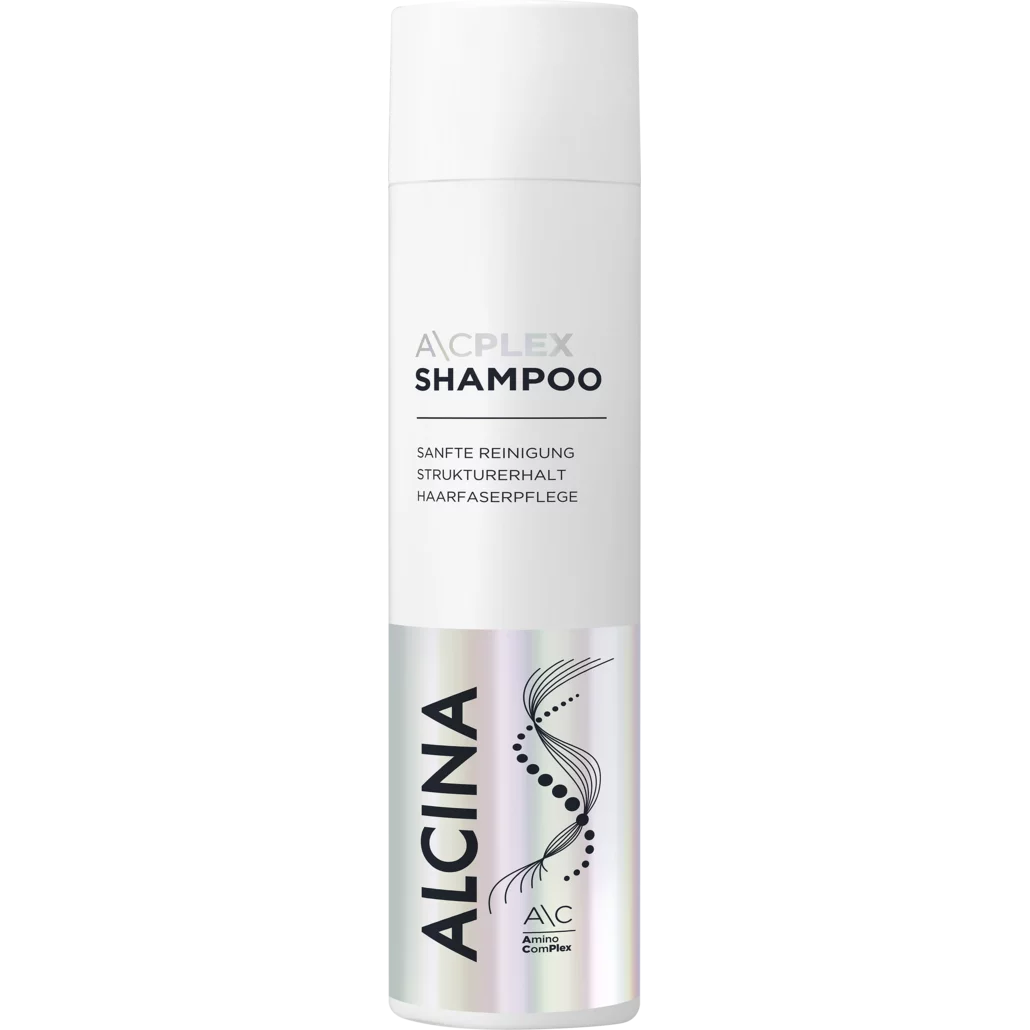 A\CPLEX
SHAMPOO
SANFTE REINIGUNG
STRUKTURERHALT
HAARFASERPFLEGE
ALCINA
A\C
Amino
ComPlex